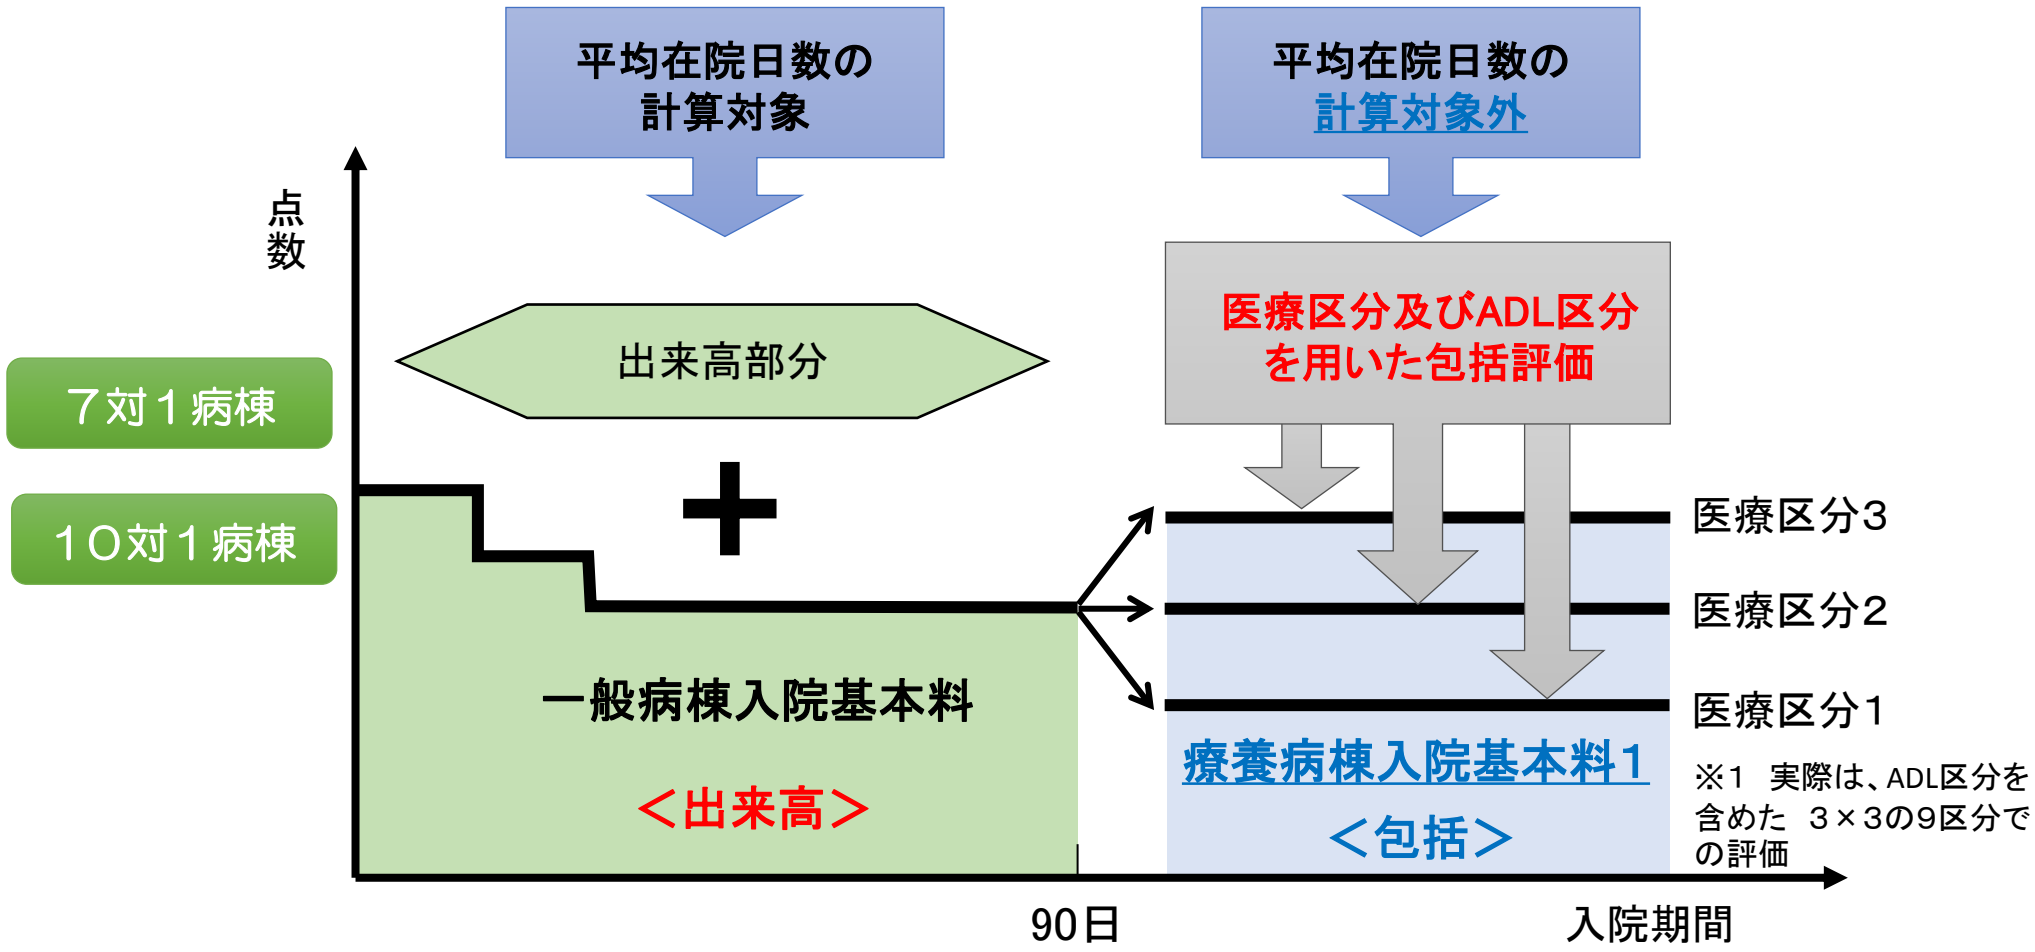 平均在院日数の
計算対象
平均在院日数の
計算対象外
点
数
出来高部分
医療区分及びADL区分
を用いた包括評価
７対１病棟
１０対１病棟
医療区分３
医療区分２
医療区分１
一般病棟入院基本料
＜出来高＞
療養病棟入院基本料１
＜包括＞
※１　実際は、ADL区分を
含めた　３×３の９区分で
の評価
90日
入院期間